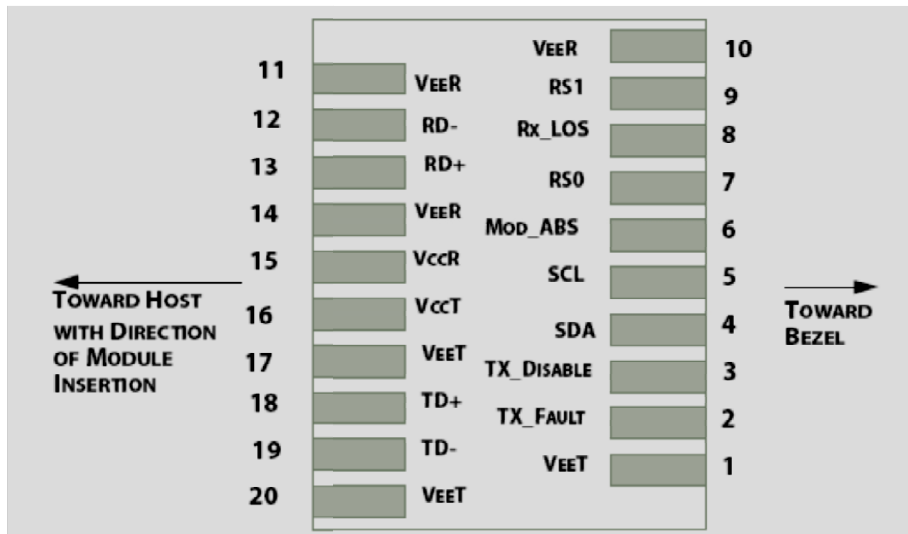 VEER 10
11 VEER
RS1 9
12 RD-
Rx_LOS 8
13 RD+
RS0 7
14 VEER
MOD_ABS 6
15 VccR
SCL 5
TOWARD HOST
WITH DIRECTION
OF MODULE
INSERTION
TOWARD
BEZEL
16 VccT
SDA 4
17 VEET
TX_DISABLE 3
18 TD+
TX_FAULT 2
19 TD-
VEET 1
20 VEET